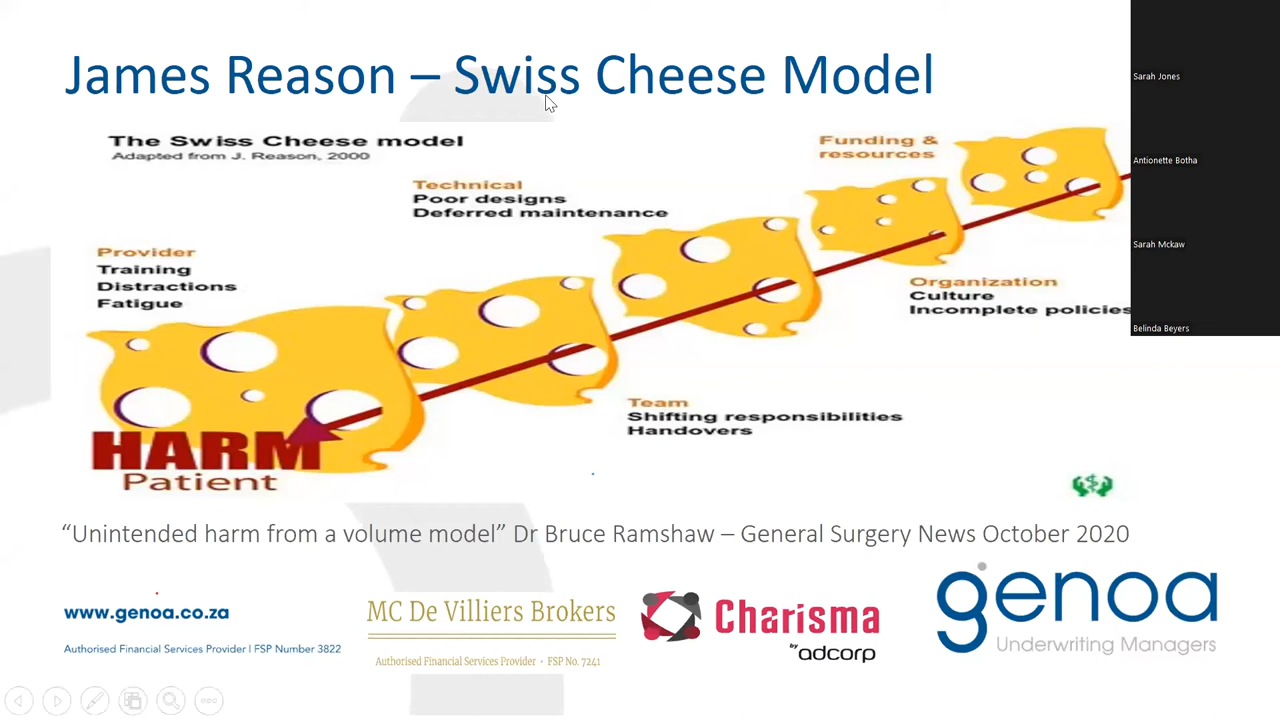 James Reason – Swiss Cheese Model
The Swiss Cheese model
Adapted from J. Reason, 2000
Funding &
resources
Technical
Poor designs
Deferred maintenance
Provider
Training
Distractions
Fatigue
Organization
Culture
Incomplete policies
Team
Shifting responsibilities
Handovers
HARM
Patient
“Unintended harm from a volume model” Dr Bruce Ramshaw – General Surgery News October 2020
www.genoa.co.za
Authorised Financial Services Provider | FSP Number 3822
MC De Villiers Brokers
Authorised Financial Services Provider • FSP No. 7241
Charisma
by adcorp
genoa
Underwriting Managers
Sarah Jones
Antionette Botha
Sarah Mckaw
Belinda Beyers